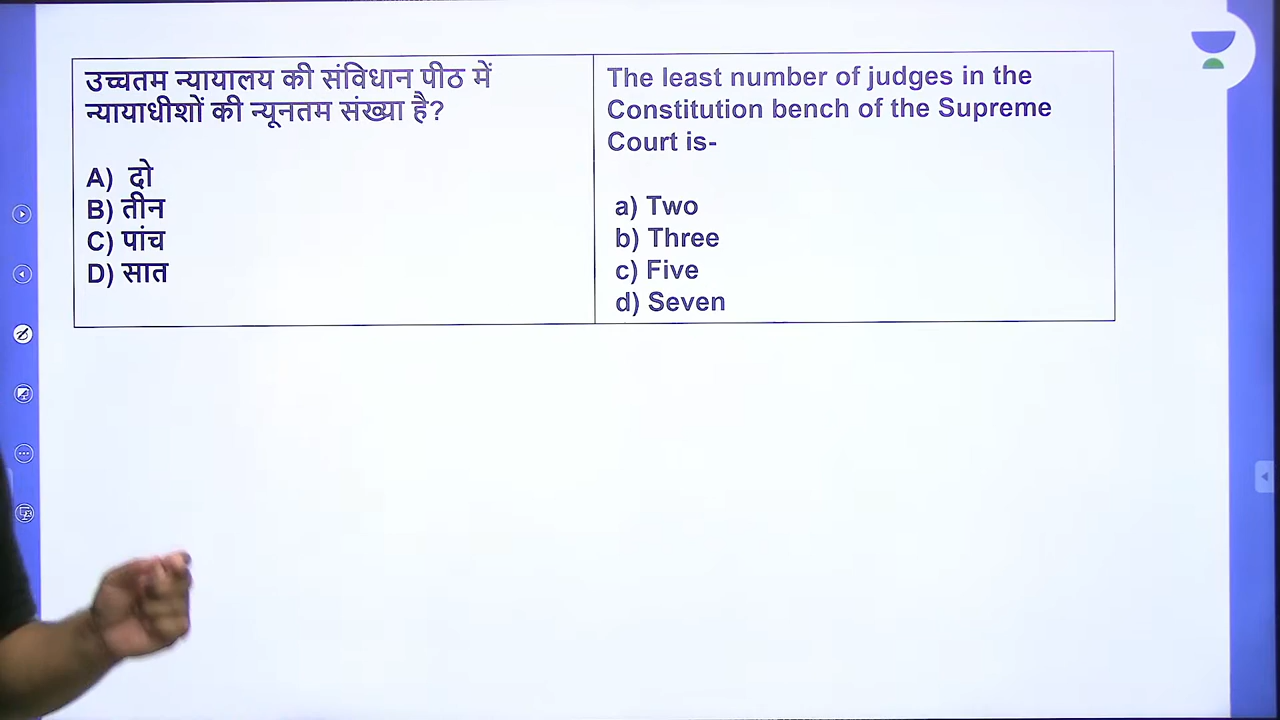 उच्चतम न्यायालय की संविधान पीठ में
न्यायाधीशों की न्यूनतम संख्या है?
A) दो
B) तीन
C) पांच
D) सात
The least number of judges in the
Constitution bench of the Supreme
Court is-
a) Two
b) Three
c) Five
d) Seven